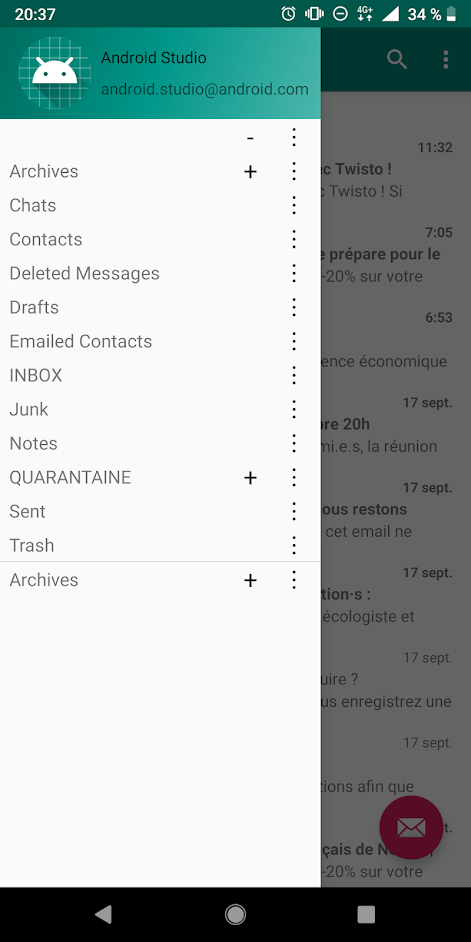 20:37 4G+ 34 %
Android Studio
android.studio@android.com
-
11:32
Archives +
c Twisto !
Chats
c Twisto ! Si
Contacts
7:05
e prépare pour le
Deleted Messages
-20% sur votre
Drafts
6:53
Emailed Contacts
ence économique
INBOX
Junk
17 sept.
bre 20h
Notes
mi.e.s, la réunion
QUARANTAINE +
17 sept.
Sent
ous restons
cet email ne
Trash
Archives +
17 sept.
tion·s :
écologiste et
17 sept.
uire ?
us enregistrez une
17 sept.
tions afin que
t.
çais de N
-20% sur votre